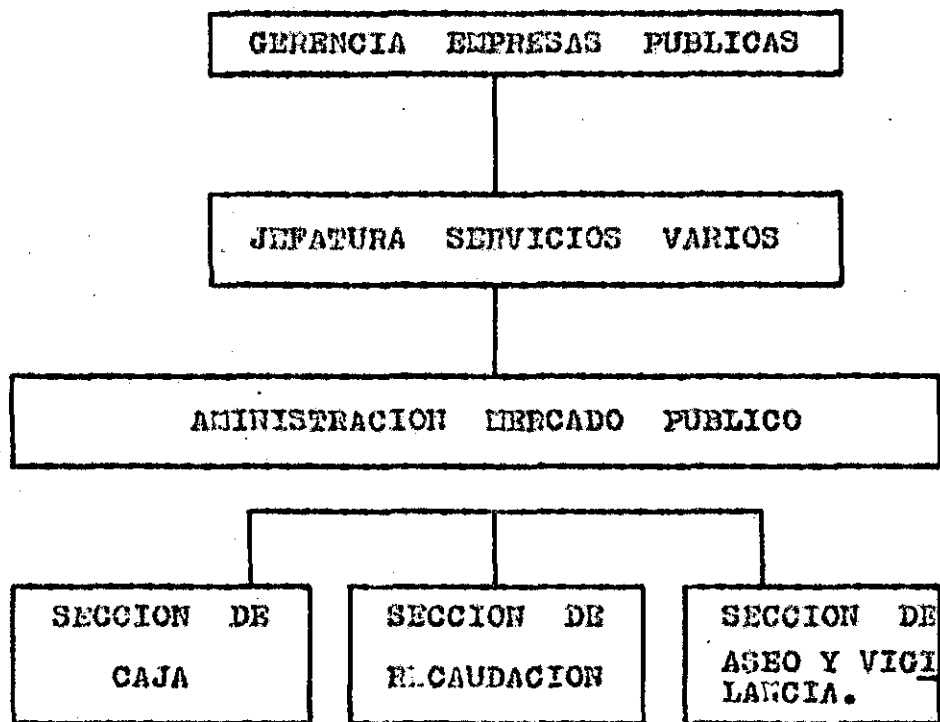 GERENCIA EMPRESAS PUBLICAS
JEFATURA SERVICIOS VARIOS
AMINISTRACION MERCADO PUBLICO
SECCION DE
CAJA
SECCION DE
RECAUDACION
SECCION DE
ASEO Y VIGI
LANCIA.